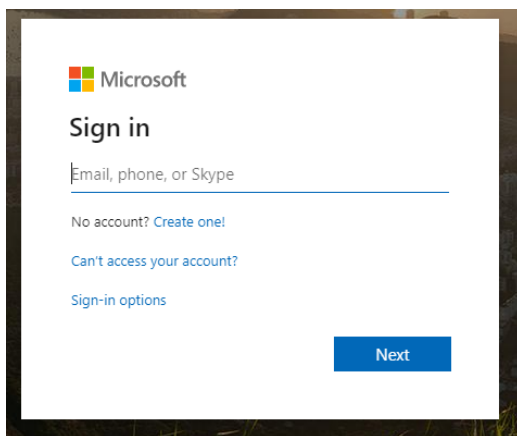 Microsoft
Sign in
Email, phone, or Skype
No account? Create one!
Can't access your account?
Sign-in options
Next